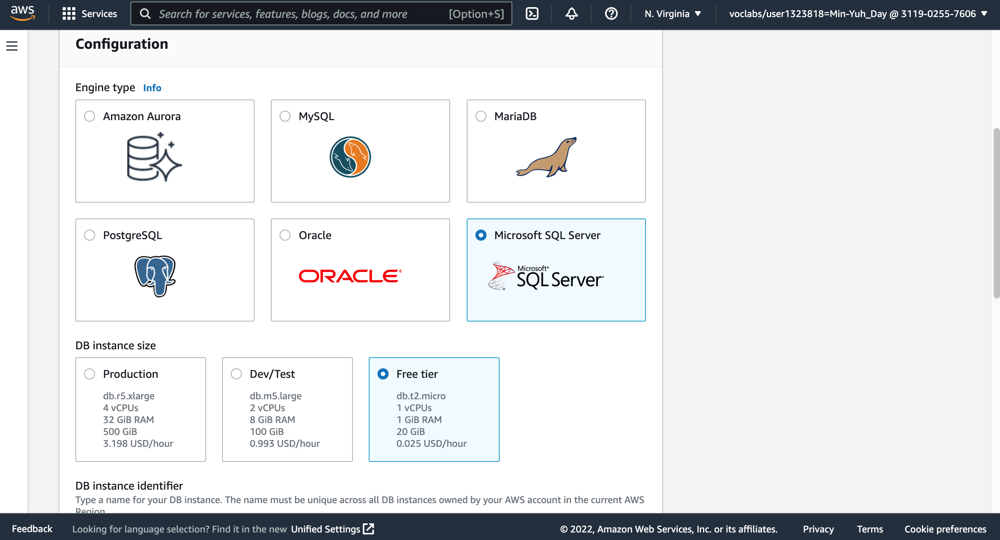 aws
Services
Search for services, features, blogs, docs, and more [Option+S]
N. Virginia
voclabs/user1323818=Min-Yuh_Day @ 3119-0255-7606
Configuration
Engine type Info
Amazon Aurora
MySQL
MariaDB
PostgreSQL
Oracle
ORACLE
Microsoft SQL Server
Microsoft®
SQL Server®
DB instance size
Production
db.r5.xlarge
4 vCPUs
32 GiB RAM
500 GiB
3.198 USD/hour
Dev/Test
db.m5.large
2 vCPUs
8 GiB RAM
100 GiB
0.993 USD/hour
Free tier
db.t2.micro
1 vCPUs
1 GiB RAM
20 GiB
0.025 USD/hour
DB instance identifier
Type a name for your DB instance. The name must be unique across all DB instances owned by your AWS account in the current AWS
Region
Feedback
Looking for language selection? Find it in the new Unified Settings
© 2022, Amazon Web Services, Inc. or its affiliates.
Privacy
Terms
Cookie preferences